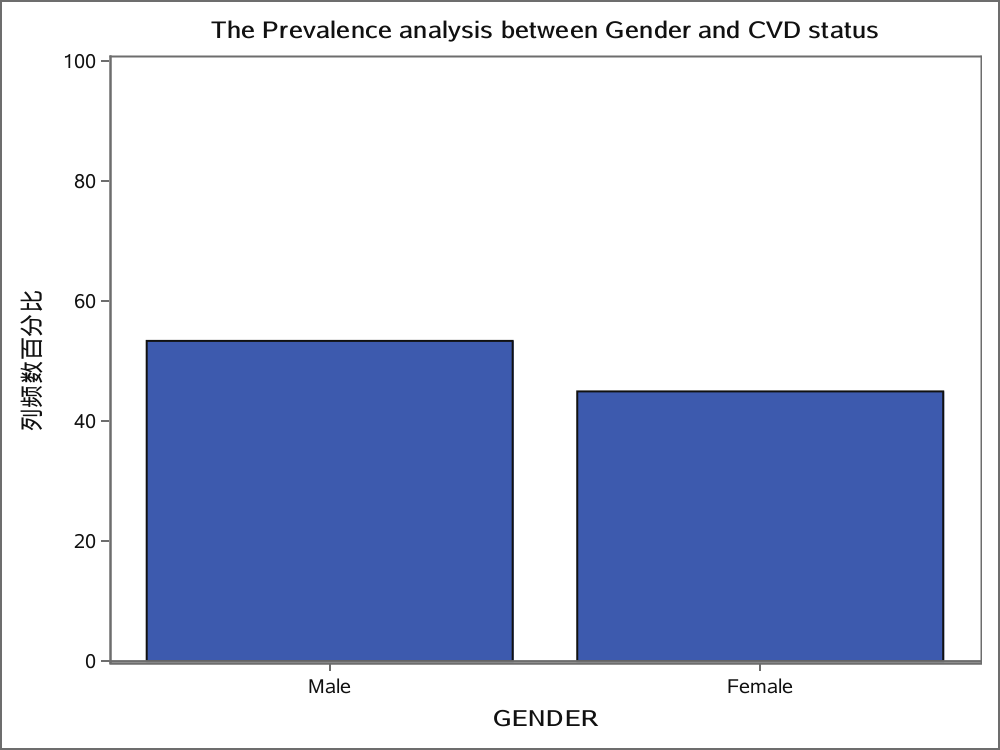 The Prevalence analysis between Gender and CVD status
100
80
60
40
20
0
列频数百分比
Male
Female
GENDER